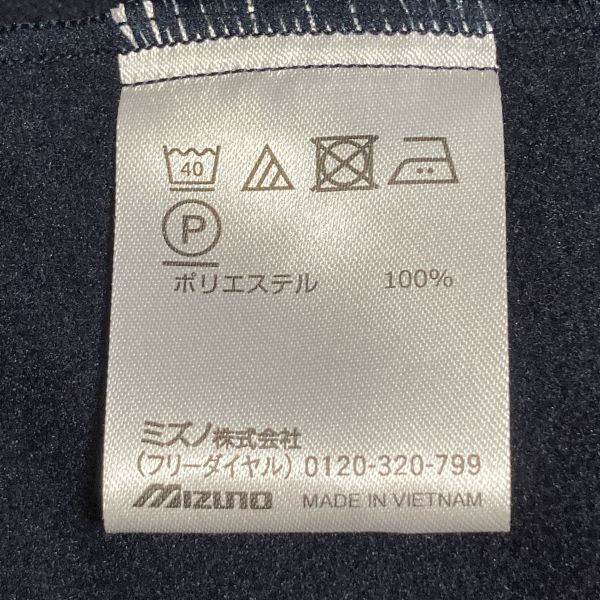 40
P
ポリエステル 100%
ミズノ株式会社
(フリーダイヤル) 0120-320-799
mizuno MADE IN VIETNAM